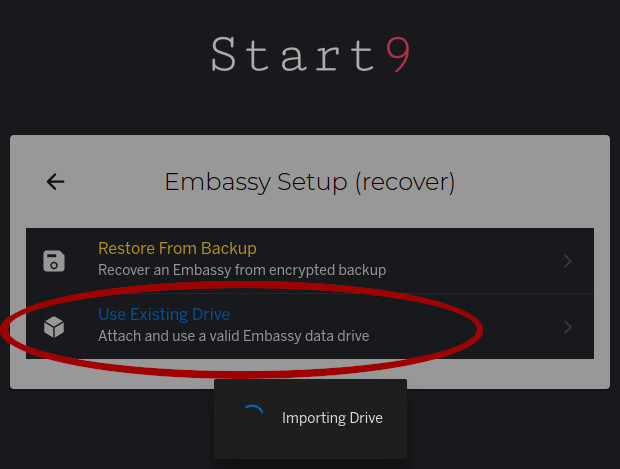 Start9
Embassy Setup (recover)
Restore From Backup
Recover an Embassy from encrypted backup
Use Existing Drive
Attach and use a valid Embassy data drive
Importing Drive